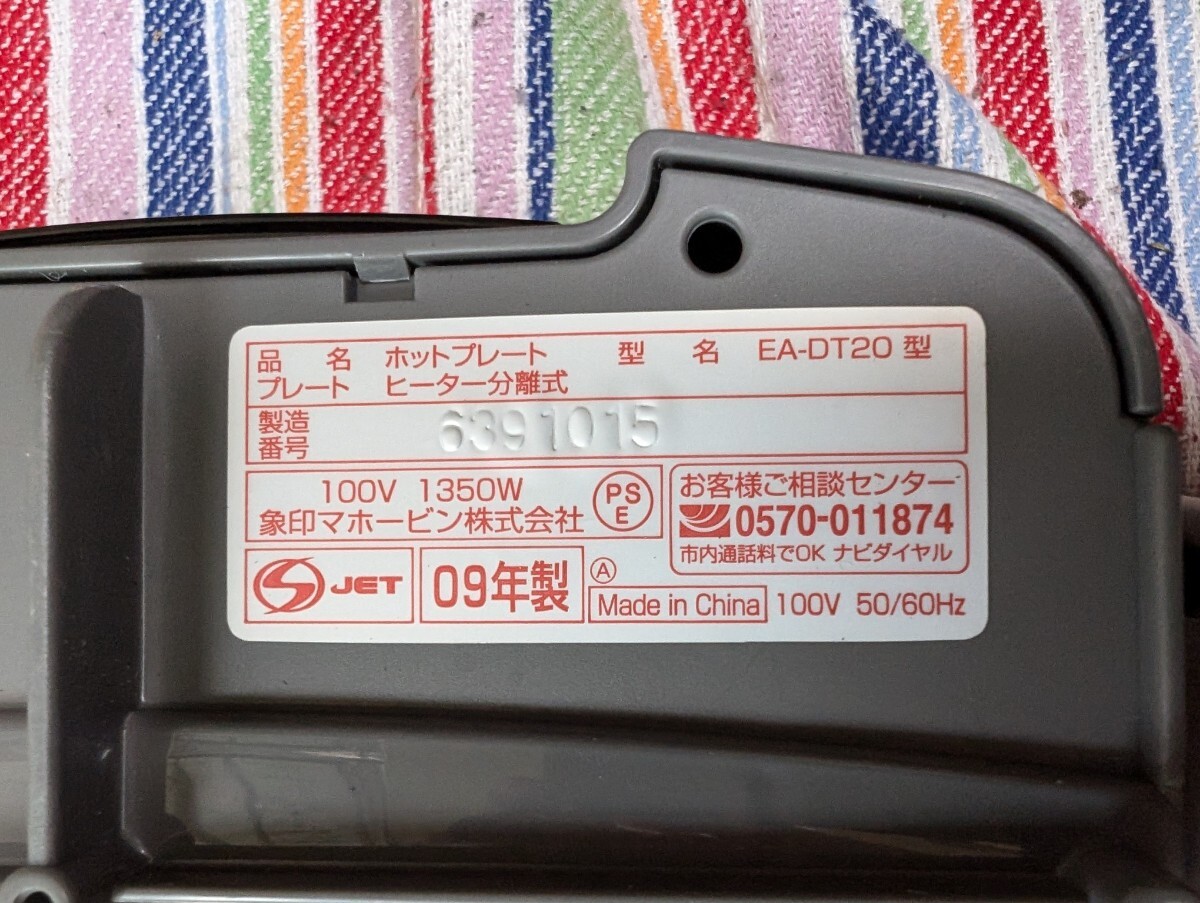 品名 ホットプレート 型名 EA-DT20 型
プレート ヒーター分離式
製造番号 6391015
100V 1350W
象印マホービン株式会社
PS
E
お客様ご相談センター
0570-011874
市内通話料でOK ナビダイヤル
S JET
09年製
A
Made in China
100V 50/60Hz